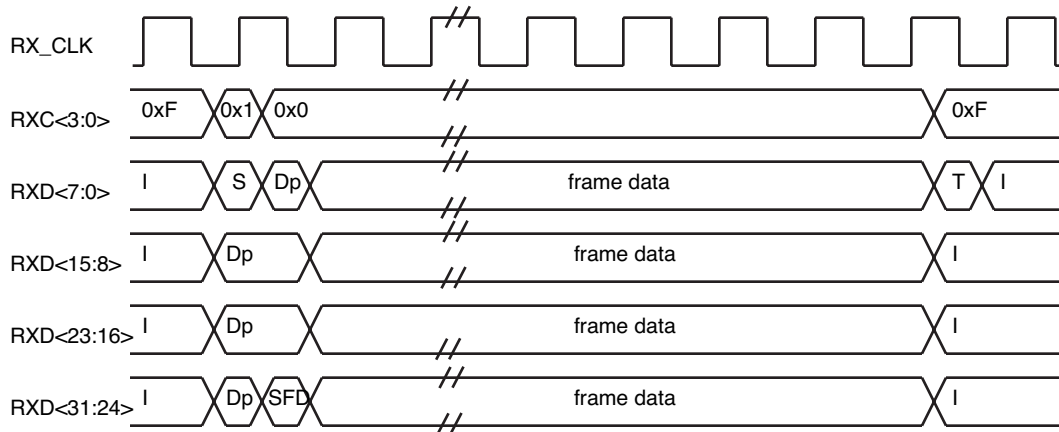 RX_CLK
RXC<3:0> 0xF 0x1 0x0 0xF
RXD<7:0> I S Dp frame data T I
RXD<15:8> I Dp frame data I
RXD<23:16> I Dp frame data I
RXD<31:24> I Dp SFD frame data I